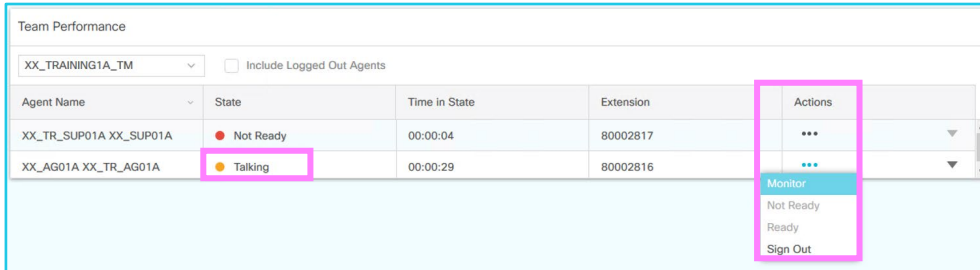 Team Performance
XX_TRAINING1A_TM Include Logged Out Agents
Agent Name State Time in State Extension Actions
XX_TR_SUP01A XX_SUP01A Not Ready 00:00:04 80002817
XX_AG01A XX_TR_AG01A Talking 00:00:29 80002816
Monitor
Not Ready
Ready
Sign Out